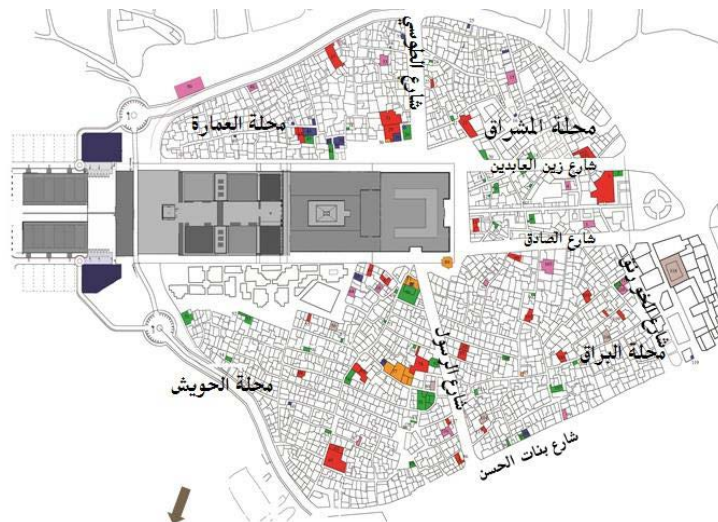 شارع الطوسي
محلة العمارة
محلة المشراق
شارع زين العابدين
شارع الصادق
شارع الخورنق
شارع الرسول
محلة البراق
محلة الحويش
شارع بنات الحسن